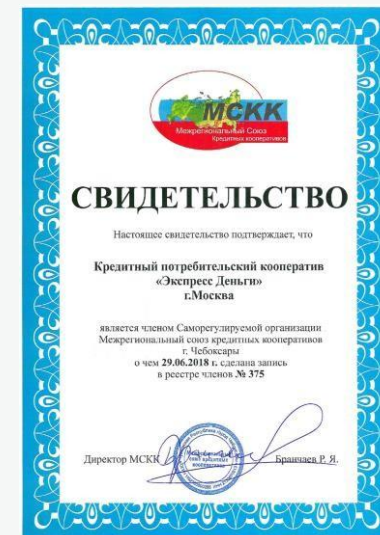 МСКК
Межрегиональный Союз
Кредитных кооперативов
СВИДЕТЕЛЬСТВО
Настоящее свидетельство подтверждает, что
Кредитный потребительский кооператив
«Экспресс Деньги»
г.Москва
является членом Саморегулируемой организации
Межрегиональный союз кредитных кооперативов
г. Чебоксары
о чем 29.06.2018 г. сделана запись
в реестре членов № 375
Директор МСКК
Бранчаев Р. Я.